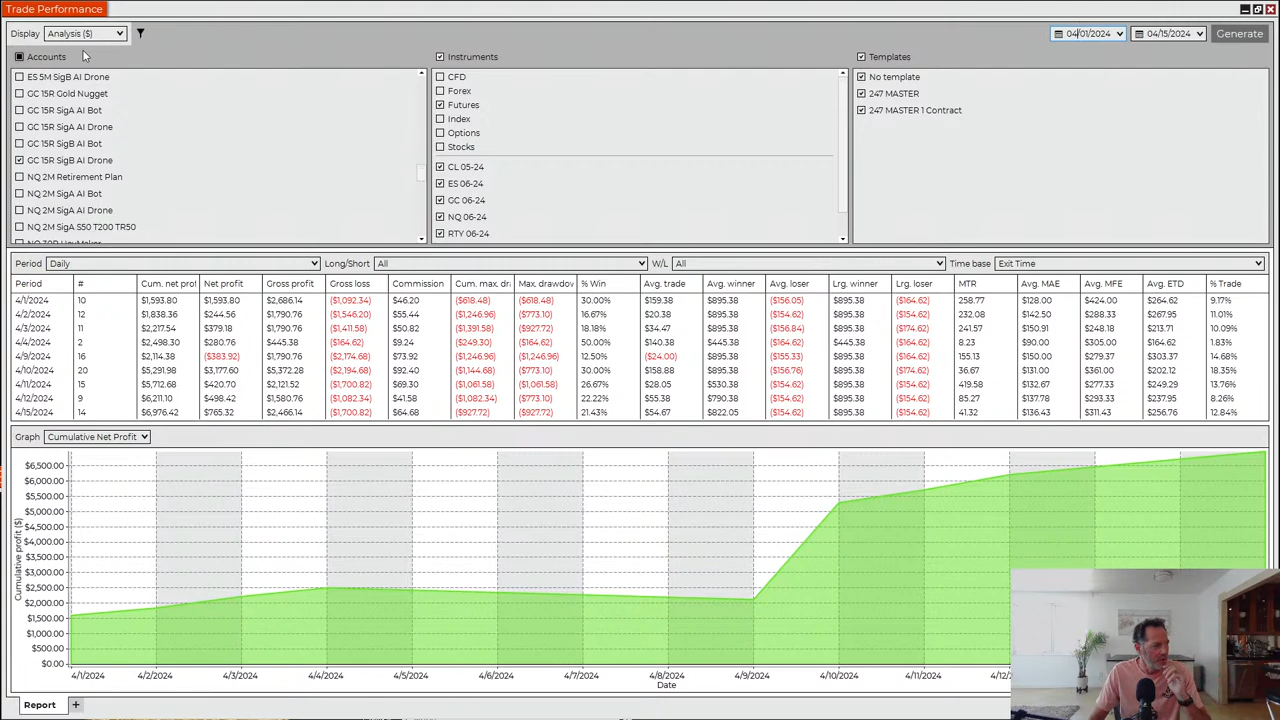 Trade Performance
Display Analysis ($) 04/01/2024 04/15/2024 Generate
Accounts Instruments Templates
ES 5M SigB AI Drone
GC 15R Gold Nugget
GC 15R SigA AI Bot
GC 15R SigA AI Drone
GC 15R SigB AI Bot
GC 15R SigB AI Drone
NQ 2M Retirement Plan
NQ 2M SigA AI Bot
NQ 2M SigA AI Drone
NQ 2M SigA S50 T200 TR50
CFD
Forex
Futures
Index
Options
Stocks
CL 05-24
ES 06-24
GC 06-24
NQ 06-24
RTY 06-24
No template
247 MASTER
247 MASTER 1 Contract
Period Daily Long/Short All W/L All Time base Exit Time
Period # Cum. net prof Net profit Gross profit Gross loss Commission Cum. max. dra Max. drawdow % Win Avg. trade Avg. winner Avg. loser Lrg. winner Lrg. loser MTR Avg. MAE Avg. MFE Avg. ETD % Trade
4/1/2024 10 $1,593.80 $1,593.80 $2,686.14 ($1,092.34) $46.20 ($618.48) ($618.48) 30.00% $159.38 $895.38 ($156.05) $895.38 ($164.62) 258.77 $128.00 $424.00 $264.62 9.17%
4/2/2024 12 $1,838.36 $244.56 $1,790.76 ($1,546.20) $55.44 ($1,246.96) ($773.10) 16.67% $20.38 $895.38 ($154.62) $895.38 ($154.62) 232.08 $142.50 $288.33 $267.95 11.01%
4/3/2024 11 $2,217.54 $379.18 $1,790.76 ($1,411.58) $50.82 ($1,391.58) ($927.72) 18.18% $34.47 $895.38 ($156.84) $895.38 ($174.62) 241.57 $150.91 $248.18 $213.71 10.09%
4/4/2024 2 $2,498.30 $280.76 $445.38 ($164.62) $9.24 ($249.30) ($164.62) 50.00% $140.38 $445.38 ($164.62) $445.38 ($164.62) 8.23 $90.00 $305.00 $164.62 1.83%
4/9/2024 16 $2,114.38 ($383.92) $1,790.76 ($2,174.68) $73.92 ($1,246.96) ($1,246.96) 12.50% ($24.00) $895.38 ($155.33) $895.38 ($164.62) 155.13 $150.00 $279.37 $303.37 14.68%
4/10/2024 20 $5,291.98 $3,177.60 $5,372.28 ($2,194.68) $92.40 ($1,144.68) ($773.10) 30.00% $158.88 $895.38 ($156.76) $895.38 ($174.62) 36.67 $131.00 $361.00 $202.12 18.35%
4/11/2024 15 $5,712.68 $420.70 $2,121.52 ($1,700.82) $69.30 ($1,061.58) ($1,061.58) 26.67% $28.05 $530.38 ($154.62) $895.38 ($154.62) 419.58 $132.67 $277.33 $249.29 13.76%
4/12/2024 9 $6,211.10 $498.42 $1,580.76 ($1,082.34) $41.58 ($1,082.34) ($773.10) 22.22% $55.38 $790.38 ($154.62) $895.38 ($154.62) 85.27 $137.78 $293.33 $237.95 8.26%
4/15/2024 14 $6,976.42 $765.32 $2,466.14 ($1,700.82) $64.68 ($927.72) ($927.72) 21.43% $54.67 $822.05 ($154.62) $895.38 ($154.62) 41.32 $136.43 $311.43 $256.76 12.84%
Graph Cumulative Net Profit
Cumulative profit ($)
$6,500.00
$6,000.00
$5,500.00
$5,000.00
$4,500.00
$4,000.00
$3,500.00
$3,000.00
$2,500.00
$2,000.00
$1,500.00
$1,000.00
$500.00
$0.00
4/1/2024 4/2/2024 4/3/2024 4/4/2024 4/5/2024 4/6/2024 4/7/2024 4/8/2024 4/9/2024 4/10/2024 4/11/2024 4/12
Date
Report +